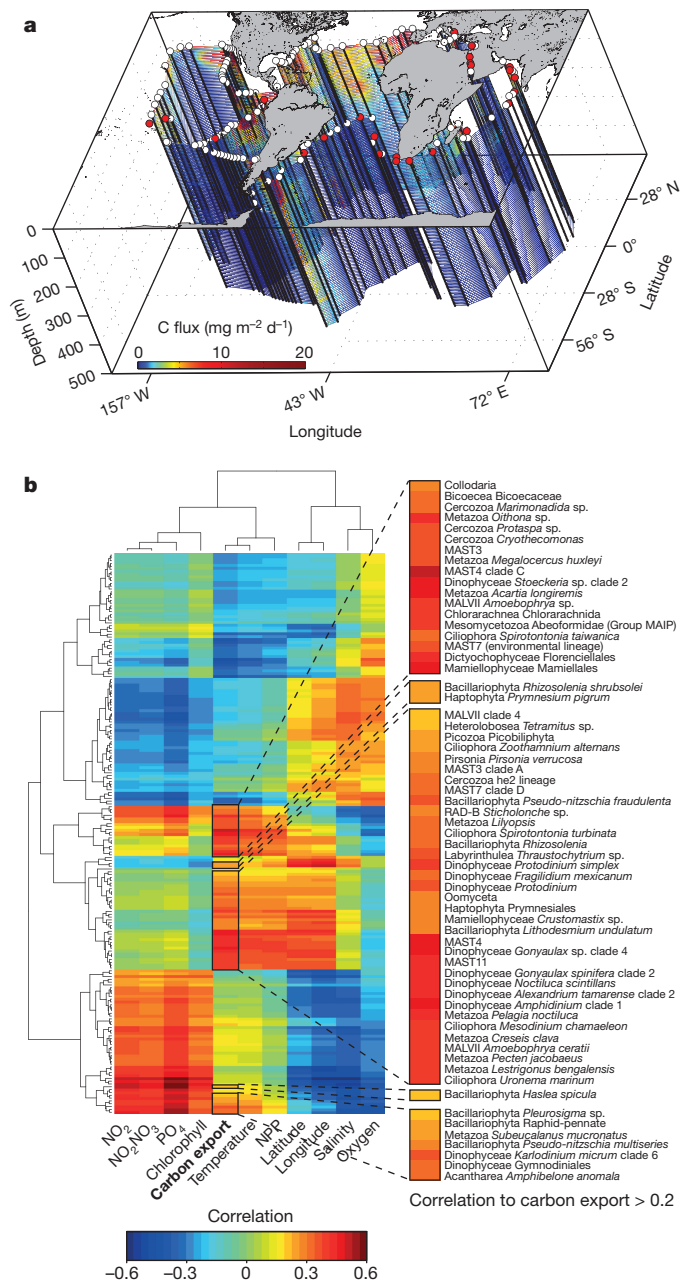 a
0
100
200
300
400
500
Depth (m)
C flux (mg m⁻² d⁻¹)
0 10 20
157° W
43° W
72° E
Longitude
28° N
0°
28° S
56° S
Latitude
b
Collodaria
Bicoecea Bicoecaceae
Cercozoa Marimonadida sp.
Metazoa Oithona sp.
Cercozoa Protaspa sp.
Cercozoa Cryothecomonas
MAST3
Metazoa Megalocercus huxleyi
MAST4 clade C
Dinophyceae Stoeckeria sp. clade 2
Metazoa Acartia longiremis
MALVII Amoebophrya sp.
Chlorarachnea Chlorarachnida
Mesomycetozoa Abeoformidae (Group MAIP)
Ciliophora Spirotontonia taiwanica
MAST7 (environmental lineage)
Dictyochophyceae Florenciellales
Mamiellophyceae Mamiellales
Bacillariophyta Rhizosolenia shrubsolei
Haptophyta Prymnesium pigrum
MALVII clade 4
Heterolobosea Tetramitus sp.
Picozoa Picobiliphyta
Ciliophora Zoothamnium alternans
Pirsonia Pirsonia verrucosa
MAST3 clade A
Cercozoa he2 lineage
MAST7 clade D
Bacillariophyta Pseudo-nitzschia fraudulenta
RAD-B Sticholonche sp.
Metazoa Lilyopsis
Ciliophora Spirotontonia turbinata
Bacillariophyta Rhizosolenia
Labyrinthulea Thraustochytrium sp.
Dinophyceae Protodinium simplex
Dinophyceae Fragilidium mexicanum
Dinophyceae Protodinium
Oomyceta
Haptophyta Prymnesiales
Mamiellophyceae Crustomastix sp.
Bacillariophyta Lithodesmium undulatum
MAST4
Dinophyceae Gonyaulax sp. clade 4
MAST11
Dinophyceae Gonyaulax spinifera clade 2
Dinophyceae Noctiluca scintillans
Dinophyceae Alexandrium tamarense clade 2
Dinophyceae Amphidinium clade 1
Metazoa Pelagia noctiluca
Ciliophora Mesodinium chamaeleon
Metazoa Creseis clava
MALVII Amoebophrya ceratii
Metazoa Pecten jacobaeus
Metazoa Lestrigonus bengalensis
Ciliophora Uronema marinum
Bacillariophyta Haslea spicula
Bacillariophyta Pleurosigma sp.
Bacillariophyta Raphid-pennate
Metazoa Subeucalanus mucronatus
Bacillariophyta Pseudo-nitzschia multiseries
Dinophyceae Karlodinium micrum clade 6
Dinophyceae Gymnodiniales
Acantharea Amphibelone anomala
NO₂
NO₂NO₃
PO₄
Chlorophyll
Carbon export
Temperature
NPP
Latitude
Longitude
Salinity
Oxygen
Correlation to carbon export > 0.2
Correlation
−0.6 −0.3 0 0.3 0.6